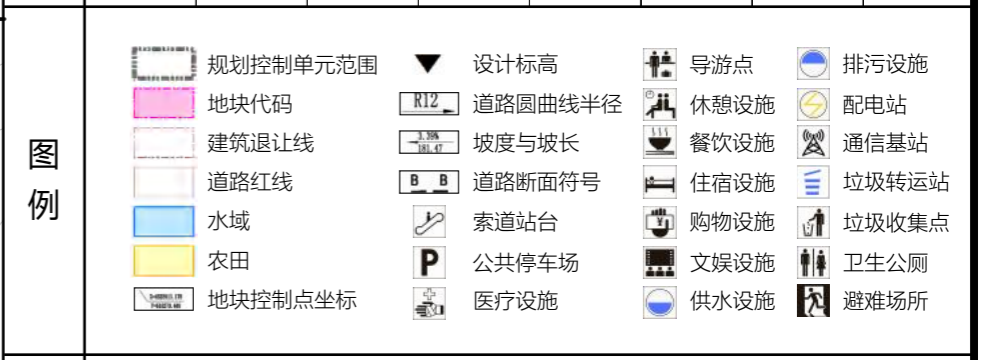 图例
规划控制单元范围
地块代码
建筑退让线
道路红线
水域
农田
地块控制点坐标
设计标高
R12 道路圆曲线半径
3.39%
181.47
坡度与坡长
B B 道路断面符号
索道站台
P 公共停车场
医疗设施
导游点
休憩设施
餐饮设施
住宿设施
¥ 购物设施
文娱设施
供水设施
排污设施
配电站
通信基站
垃圾转运站
垃圾收集点
卫生公厕
避难场所